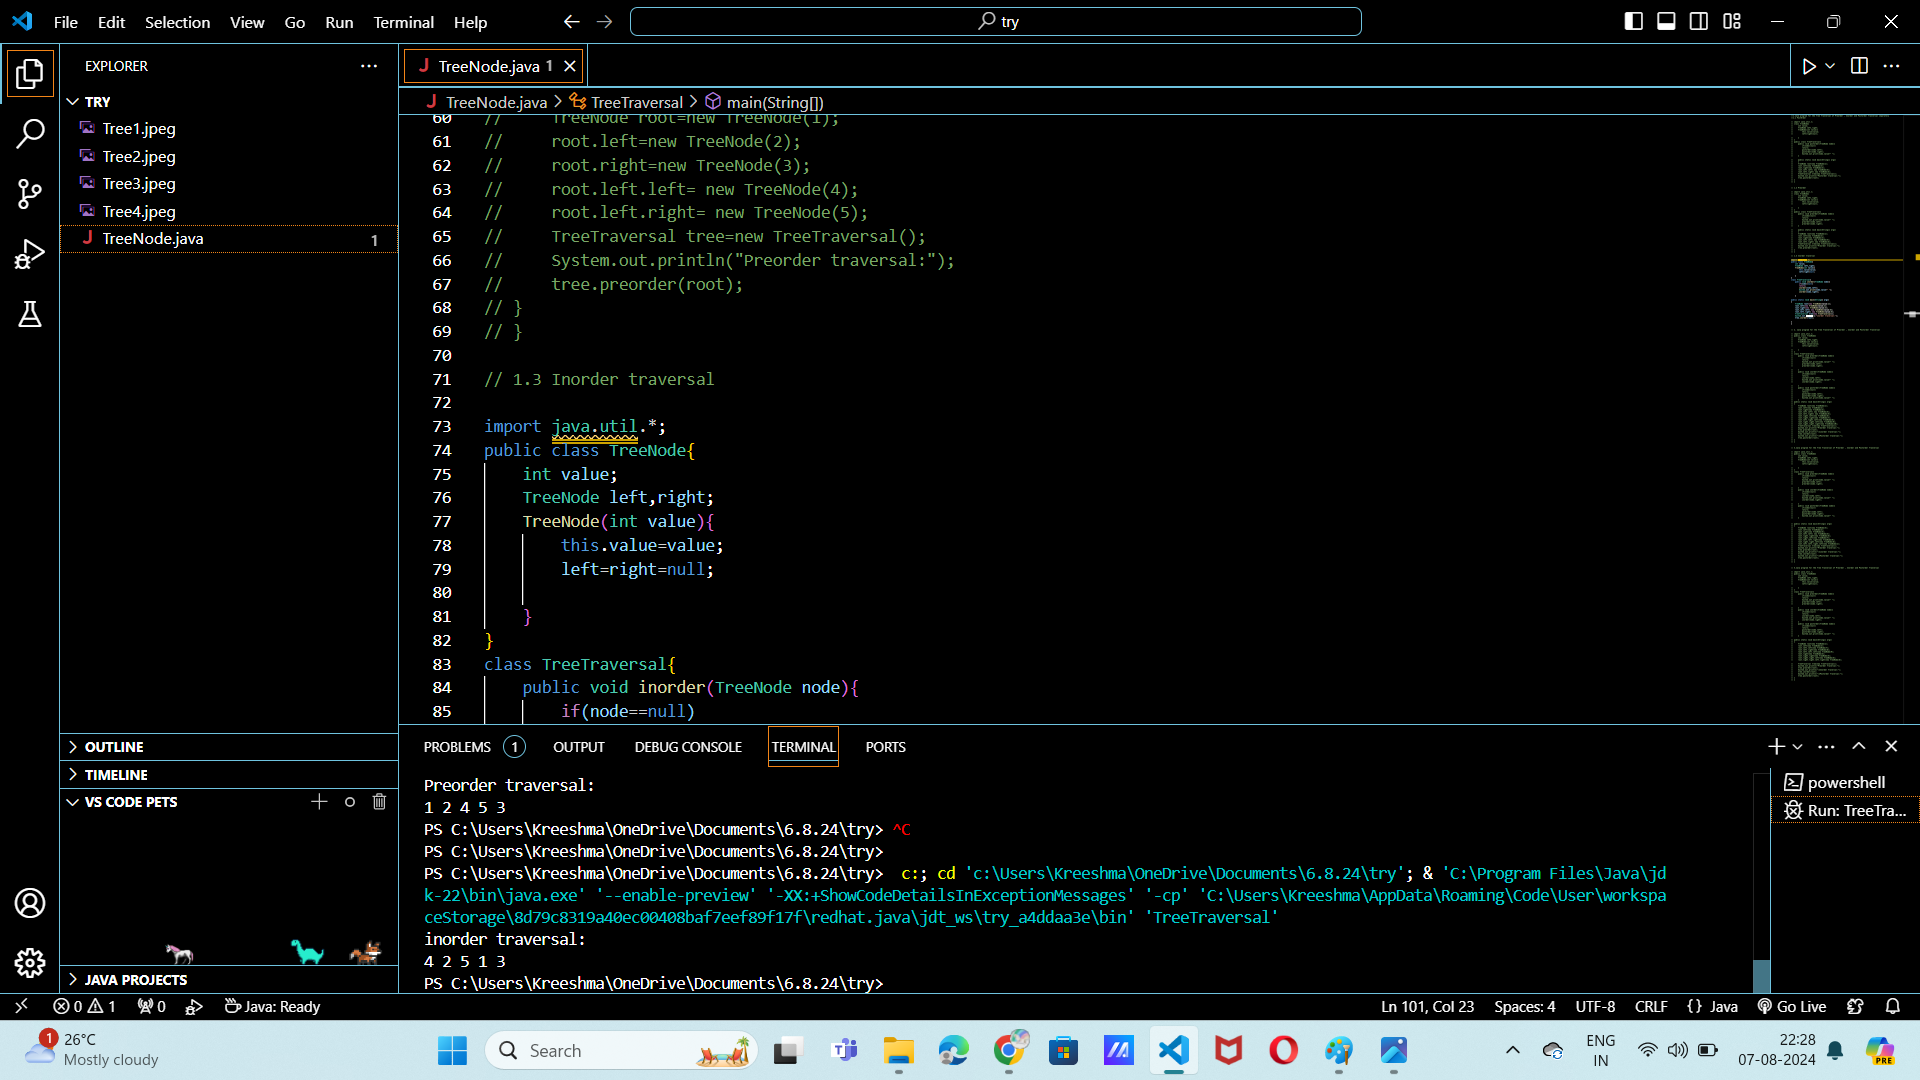 File Edit Selection View Go Run Terminal Help
try
EXPLORER
TRY
Tree1.jpeg
Tree2.jpeg
Tree3.jpeg
Tree4.jpeg
TreeNode.java 1
OUTLINE
TIMELINE
VS CODE PETS
JAVA PROJECTS
TreeNode.java 1
TreeNode.java > TreeTraversal > main(String[])
60 //     TreeNode root=new TreeNode(1);
61 //     root.left=new TreeNode(2);
62 //     root.right=new TreeNode(3);
63 //     root.left.left= new TreeNode(4);
64 //     root.left.right= new TreeNode(5);
65 //     TreeTraversal tree=new TreeTraversal();
66 //     System.out.println("Preorder traversal:");
67 //     tree.preorder(root);
68 // }
69 // }
70
71 // 1.3 Inorder traversal
72
73 import java.util.*;
74 public class TreeNode{
75     int value;
76     TreeNode left,right;
77     TreeNode(int value){
78         this.value=value;
79         left=right=null;
80
81     }
82 }
83 class TreeTraversal{
84     public void inorder(TreeNode node){
85         if(node==null)
PROBLEMS 1 OUTPUT DEBUG CONSOLE TERMINAL PORTS
Preorder traversal:
1 2 4 5 3
PS C:\Users\Kreeshma\OneDrive\Documents\6.8.24\try> ^C
PS C:\Users\Kreeshma\OneDrive\Documents\6.8.24\try>
PS C:\Users\Kreeshma\OneDrive\Documents\6.8.24\try>  c:; cd 'c:\Users\Kreeshma\OneDrive\Documents\6.8.24\try'; & 'C:\Program Files\Java\jd
k-22\bin\java.exe' '--enable-preview' '-XX:+ShowCodeDetailsInExceptionMessages' '-cp' 'C:\Users\Kreeshma\AppData\Roaming\Code\User\workspa
ceStorage\8d79c8319a40ec00408baf7eef89f17f\redhat.java\jdt_ws\try_a4ddaa3e\bin' 'TreeTraversal'
inorder traversal:
4 2 5 1 3
PS C:\Users\Kreeshma\OneDrive\Documents\6.8.24\try>
powershell
Run: TreeTra...
0 1 0 Java: Ready
Ln 101, Col 23 Spaces: 4 UTF-8 CRLF {} Java Go Live
1
26°C
Mostly cloudy
Search
ENG
IN
22:28
07-08-2024
PRE